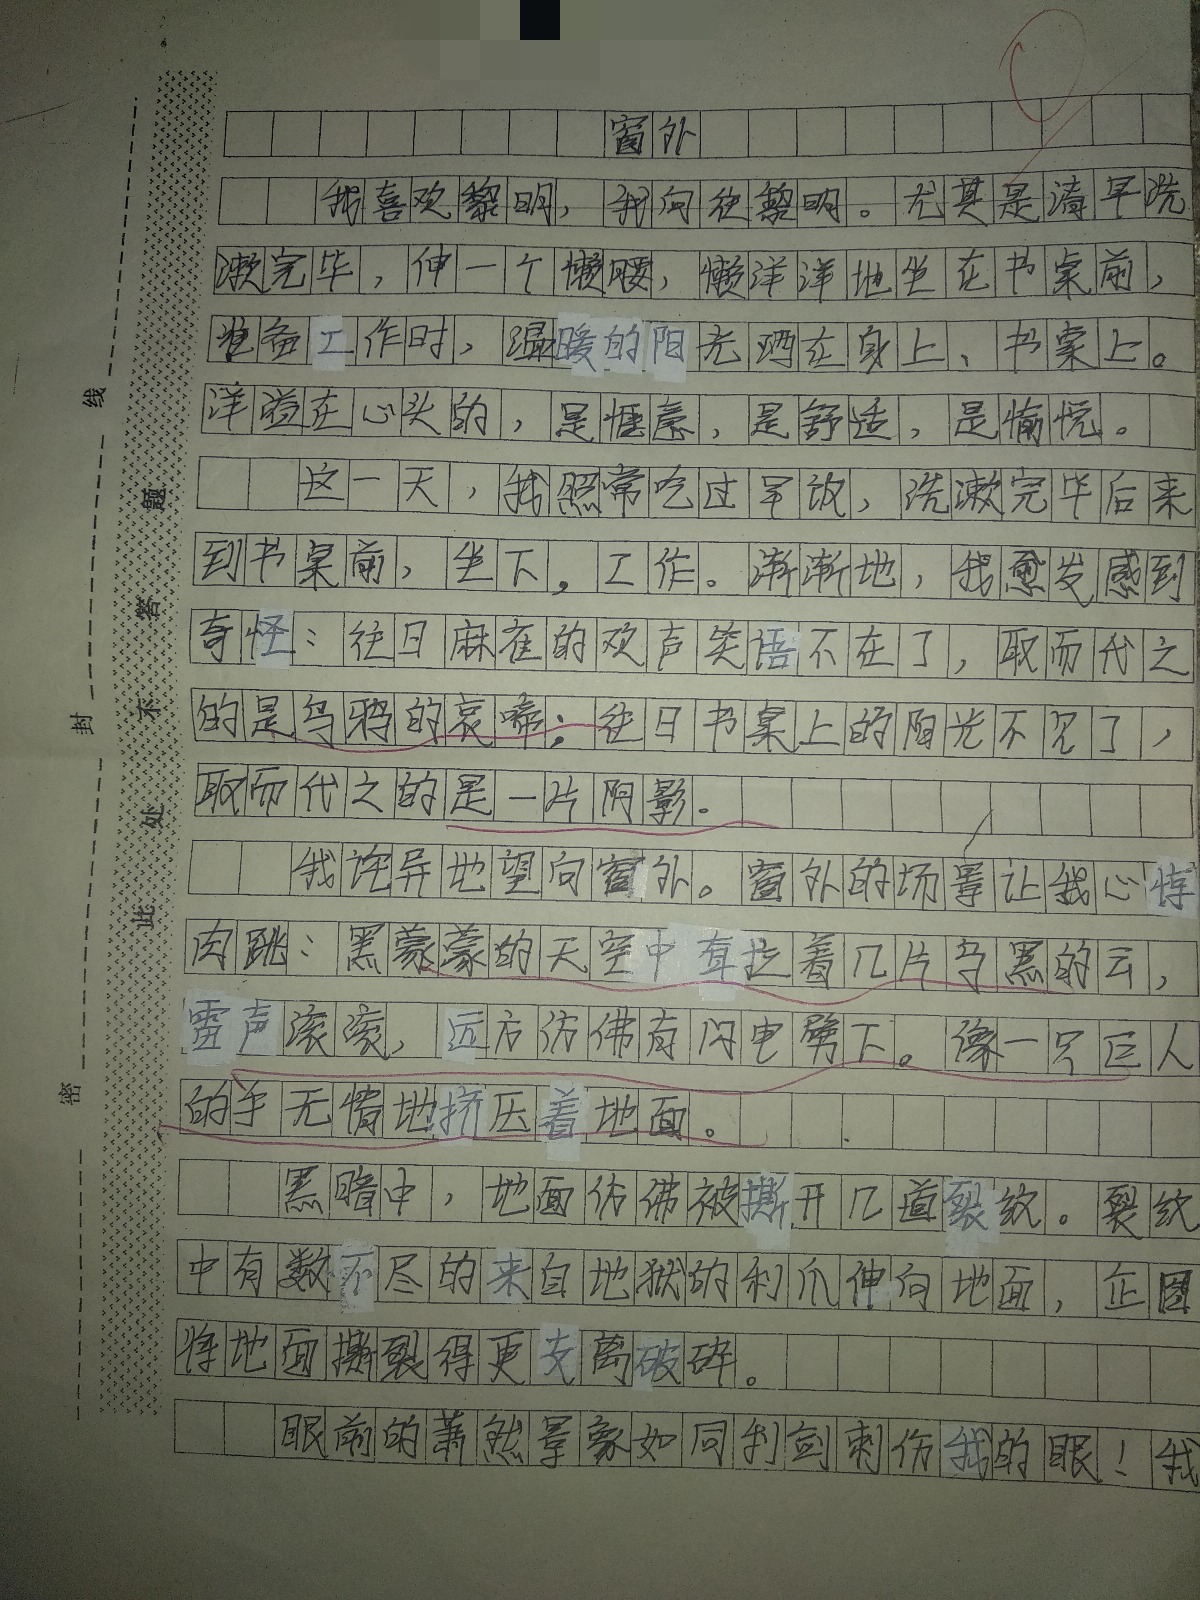 窗外
我喜欢黎明，我向往黎明。尤其是清早洗
漱完毕，伸一个懒腰，懒洋洋地坐在书桌前，
准备工作时，温暖的阳光洒在身上、书桌上。
洋溢在心头的，是惬意，是舒适，是愉悦。
这一天，我照常吃过早饭，洗漱完毕后来
到书桌前，坐下，工作。渐渐地，我愈发感到
奇怪：往日麻雀的欢声笑语不在了，取而代之
的是乌鸦的哀啼；往日书桌上的阳光不见了，
取而代之的是一片阴影。
我诧异地望向窗外。窗外的场景让我心悸
肉跳：黑蒙蒙的天空中耷拉着几片乌黑的云，
雷声滚滚，远方仿佛有闪电劈下。像一只巨人
的手无情地挤压着地面。
黑暗中，地面仿佛被撕开几道裂纹。裂纹
中有数不尽的来自地狱的利爪伸向地面，企图
将地面撕裂得更支离破碎。
眼前的萧然景象如同利剑刺伤我的眼！我
线
封
密
题
答
不
处
此